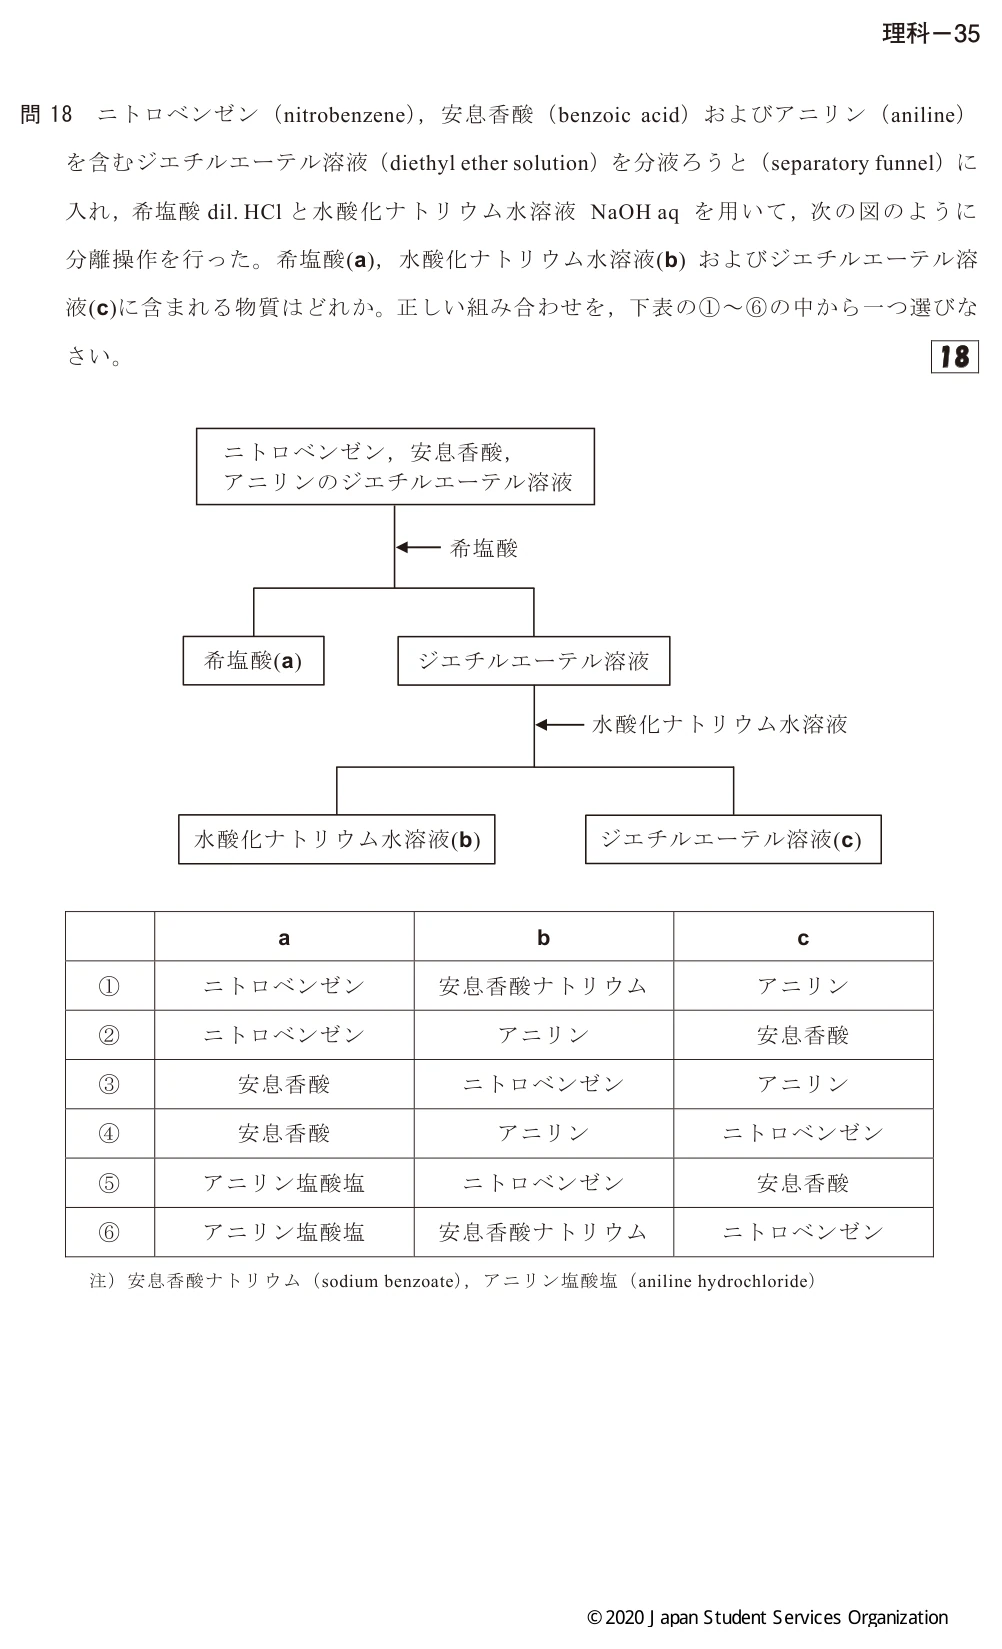 理科－35
問 18　ニトロベンゼン（nitrobenzene），安息香酸（benzoic acid）およびアニリン（aniline）
を含むジエチルエーテル溶液（diethyl ether solution）を分液ろうと（separatory funnel）に
入れ，希塩酸 dil. HCl と水酸化ナトリウム水溶液 NaOH aq を用いて，次の図のように
分離操作を行った。希塩酸(a)，水酸化ナトリウム水溶液(b) およびジエチルエーテル溶
液(c)に含まれる物質はどれか。正しい組み合わせを，下表の①～⑥の中から一つ選びな
さい。
18
ニトロベンゼン，安息香酸，
アニリンのジエチルエーテル溶液
希塩酸
希塩酸(a)
ジエチルエーテル溶液
水酸化ナトリウム水溶液
水酸化ナトリウム水溶液(b)
ジエチルエーテル溶液(c)
a b c
① ニトロベンゼン 安息香酸ナトリウム アニリン
② ニトロベンゼン アニリン 安息香酸
③ 安息香酸 ニトロベンゼン アニリン
④ 安息香酸 アニリン ニトロベンゼン
⑤ アニリン塩酸塩 ニトロベンゼン 安息香酸
⑥ アニリン塩酸塩 安息香酸ナトリウム ニトロベンゼン
注）安息香酸ナトリウム（sodium benzoate），アニリン塩酸塩（aniline hydrochloride）
© 2020 Japan Student Services Organization